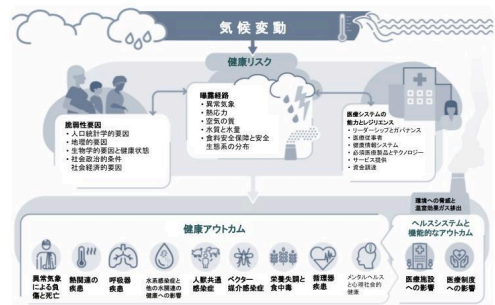 気候変動
健康リスク
脆弱性要因
・人口統計学的要因
・地理的要因
・生物学的要因と健康状態
・社会政治的条件
社会経済的要因
曝露経路
・異常気象
・熱応力
・空気の質
・水質と水量
・食料安全保障と安全
生態系の分布
医療システムの
能力とレジリエンス
・リーダーシップとガバナンス
・医療従事者
・健康情報システム
・必須医療製品とテクノロジー
・サービス提供
・資金調達
環境への脅威と
温室効果ガス排出
健康アウトカム
異常気象
による負
傷と死亡
熱関連の
疾患
呼吸器
疾患
水系感染症と
他の水関連の
健康への影響
人獣共通
感染症
ベクター
媒介感染症
栄養失調と
食中毒
循環器
疾患
メンタルヘルス
と心理社会的
健康
ヘルスシステムと
機能的なアウトカム
医療施設
への影響
医療制度
への影響